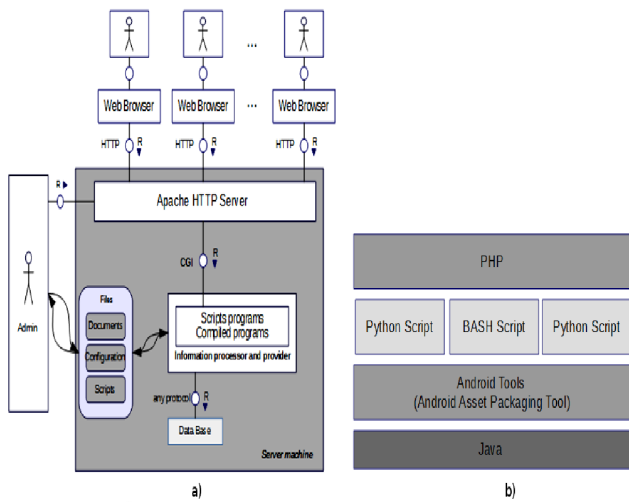 ... 
Web Browser Web Browser ... Web Browser
HTTP R HTTP R HTTP R
R
Apache HTTP Server
CGI R
Admin
Files
Documents
Configuration
Scripts
Scripts programs
Compiled programs
Information processor and provider
any protocol R
Data Base
Server machine
a)
PHP
Python Script BASH Script Python Script
Android Tools
(Android Asset Packaging Tool)
Java
b)